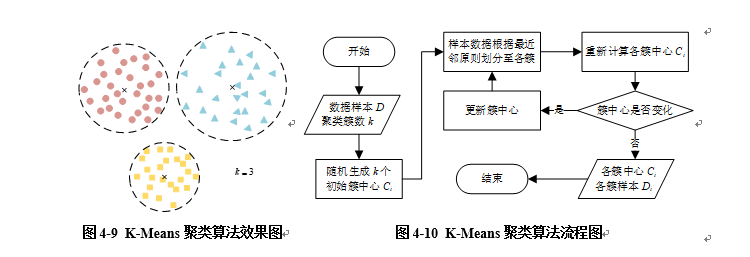 k=3
图 4-9 K-Means 聚类算法效果图
开始
数据样本 D
聚类簇数 k
随机生成 k 个
初始簇中心 Ci
样本数据根据最近
邻原则划分至各簇
重新计算各簇中心 Ci
簇中心是否变化
是
更新簇中心
否
各簇中心 Ci
各簇样本 Di
结束
图 4-10 K-Means 聚类算法流程图